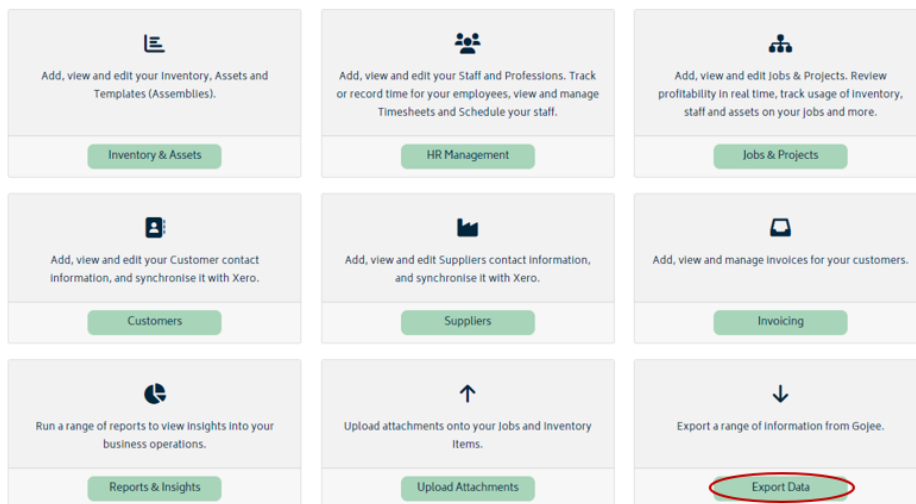 Add, view and edit your Inventory, Assets and
Templates (Assemblies).
Inventory & Assets
Add, view and edit your Staff and Professions. Track
or record time for your employees, view and manage
Timesheets and Schedule your staff.
HR Management
Add, view and edit Jobs & Projects. Review
profitability in real time, track usage of inventory,
staff and assets on your jobs and more.
Jobs & Projects
Add, view and edit your Customer contact
information, and synchronise it with Xero.
Customers
Add, view and edit Suppliers contact information,
and synchronise it with Xero.
Suppliers
Add, view and manage invoices for your customers.
Invoicing
Run a range of reports to view insights into your
business operations.
Reports & Insights
Upload attachments onto your Jobs and Inventory
Items.
Upload Attachments
Export a range of information from Gojee.
Export Data